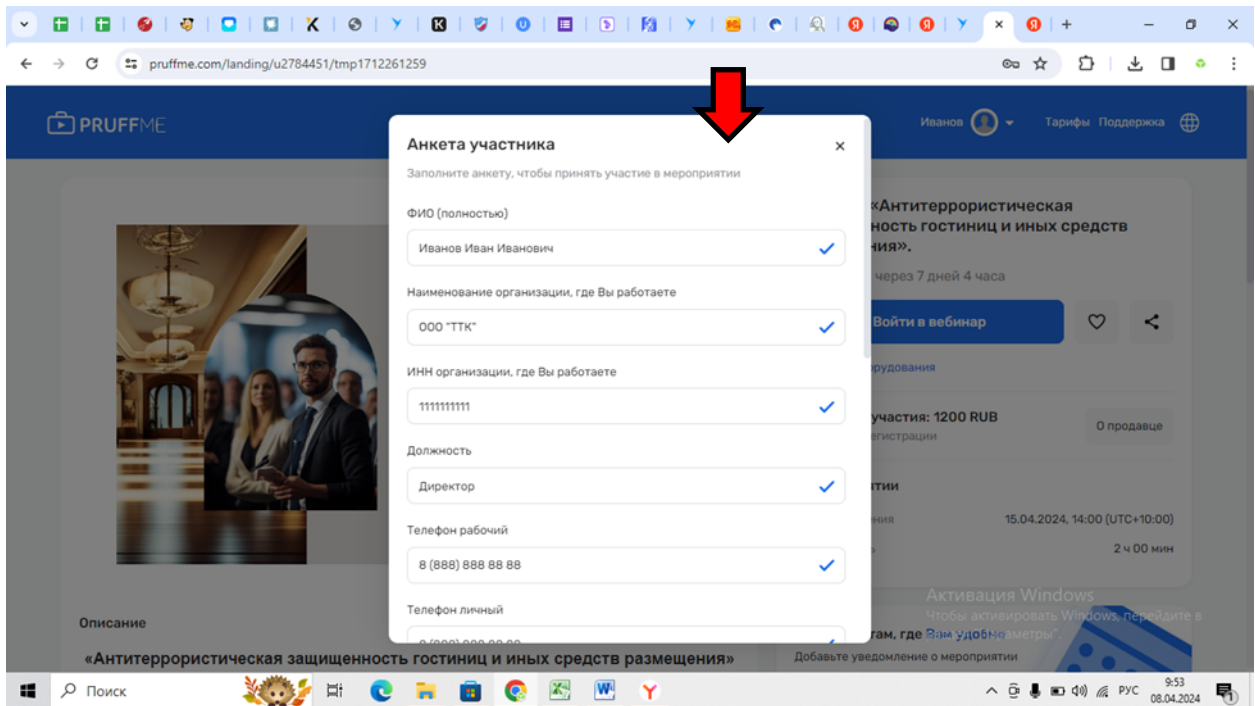 pruffme.com/landing/u2784451/tmp1712261259
PRUFFME
Иванов
Тарифы Поддержка
Анкета участника
Заполните анкету, чтобы принять участие в мероприятии
ФИО (полностью)
Иванов Иван Иванович
Наименование организации, где Вы работаете
ООО "ТТК"
ИНН организации, где Вы работаете
1111111111
Должность
Директор
Телефон рабочий
8 (888) 888 88 88
Телефон личный
«Антитеррористическая
ность гостиниц и иных средств
ния».
через 7 дней 4 часа
Войти в вебинар
орудования
участия: 1200 RUB
егистрации
О продавце
тии
ния
15.04.2024, 14:00 (UTC+10:00)
ь
2 ч 00 мин
Активация Windows
Чтобы активировать Windows, перейдите в
там, где Вам удобно
аметры".
Добавьте уведомление о мероприятии
Описание
«Антитеррористическая защищенность гостиниц и иных средств размещения»
Поиск
РУС
9:53
08.04.2024